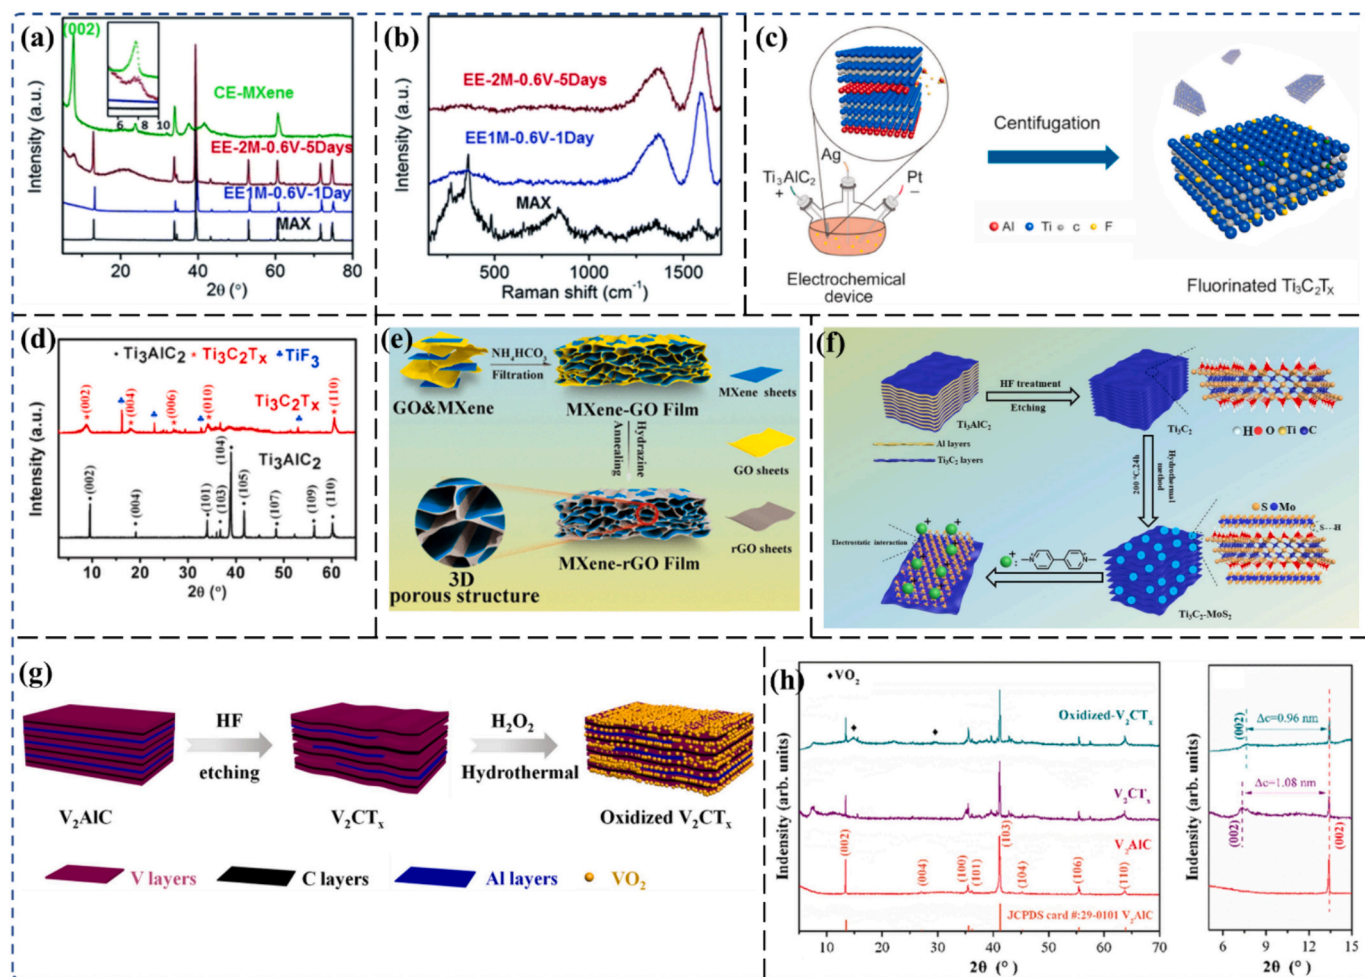 (a)
(002)
CE-MXene
6 8 10
EE-2M-0.6V-5Days
EE1M-0.6V-1Day
MAX
Intensity (a.u.)
20 40 60 80
2θ (°)
(b)
EE-2M-0.6V-5Days
EE1M-0.6V-1Day
MAX
Intensity (a.u.)
500 1000 1500
Raman shift (cm⁻¹)
(c)
Ag
Ti₃AlC₂
+
Pt
−
Electrochemical
device
Centifugation
Al Ti c F
Fluorinated Ti₃C₂Tₓ
(d)
Ti₃AlC₂ * Ti₃C₂Tₓ ♣ TiF₃
(002) (004) (006) (010) (110)
Ti₃C₂Tₓ
Ti₃AlC₂
(002) (004) (101) (103) (104) (105) (107) (109) (110)
Intensity (a.u.)
5 15 25 35 45 55 65
2θ (°)
(e)
NH₄HCO₂
Filtration
GO&MXene
MXene-GO Film
MXene sheets
Annealing
Hydrazine
GO sheets
3D
porous structure
MXene-rGO Film
rGO sheets
(f)
HF treatment
Etching
Ti₃AlC₂
Ti₃C₂
Al layers
Ti₃C₂ layers
H O Ti C
200 °C,24h
Hydrothermal
method
S Mo
S---H
Electrostatic interaction
Ti₃C₂-MoS₂
(g)
HF
etching
H₂O₂
Hydrothermal
V₂AlC
V₂CTₓ
Oxidized V₂CTₓ
V layers C layers Al layers VO₂
(h)
♦ VO₂
Oxidized-V₂CTₓ
V₂CTₓ
V₂AlC
(002) (004) (100) (101) (103) (104) (106) (110)
JCPDS card #:29-0101 V₂AlC
Indensity (arb. units)
10 20 30 40 50 60 70
2θ (°)
(002)
Δc=0.96 nm
Δc=1.08 nm
(002)
(002)
Indensity (arb. units)
6 9 12 15
2θ (°)